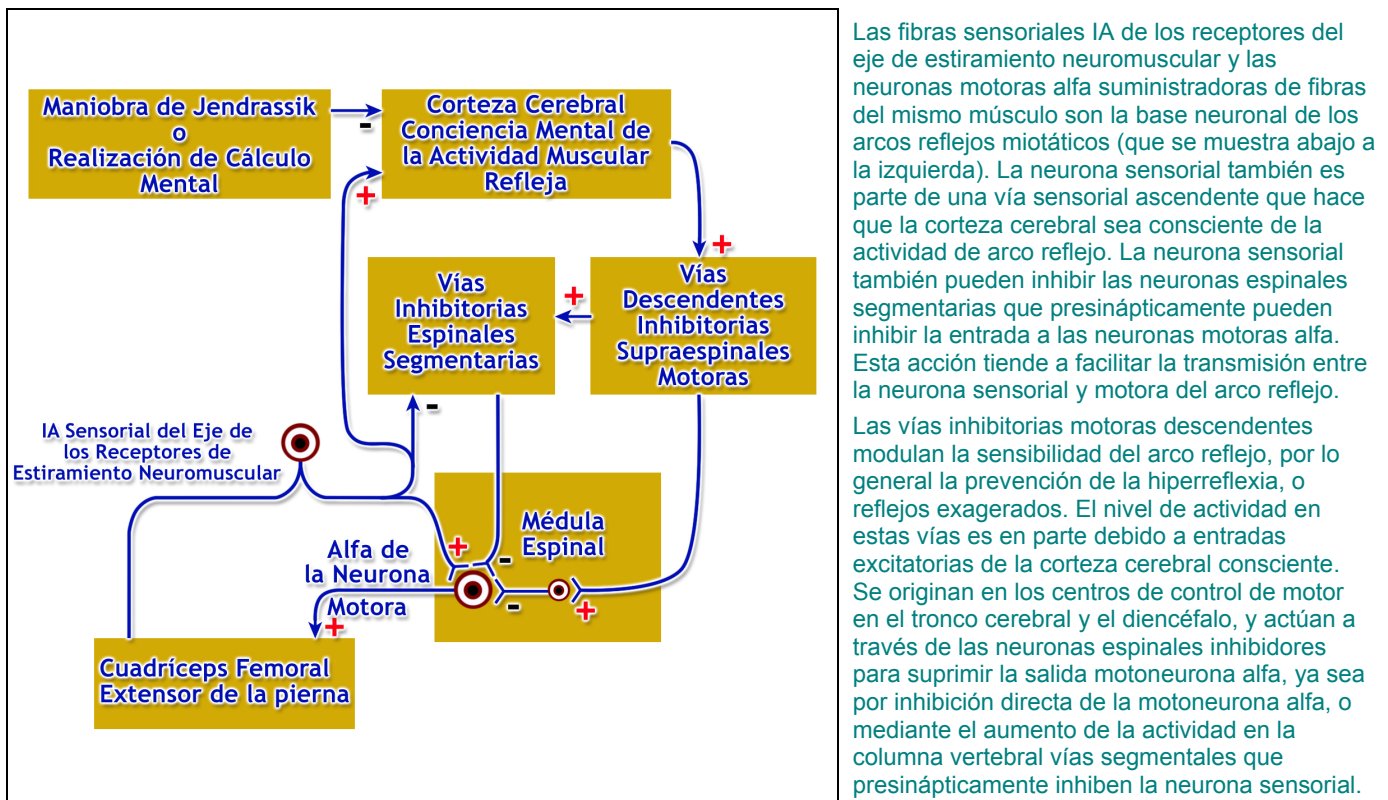 Maniobra de Jendrassik
o
Realización de Cálculo
Mental
-
Corteza Cerebral
Conciencia Mental de
la Actividad Muscular
Refleja
+
+
Vías
Inhibitorias
Espinales
Segmentarias
+
Vías
Descendentes
Inhibitorias
Supraespinales
Motoras
-
IA Sensorial del Eje de
los Receptores de
Estiramiento Neuromuscular
Médula
Espinal
+
-
-
+
Alfa de
la Neurona
Motora
+
Cuadríceps Femoral
Extensor de la pierna
Las fibras sensoriales IA de los receptores del
eje de estiramiento neuromuscular y las
neuronas motoras alfa suministradoras de fibras
del mismo músculo son la base neuronal de los
arcos reflejos miotáticos (que se muestra abajo a
la izquierda). La neurona sensorial también es
parte de una vía sensorial ascendente que hace
que la corteza cerebral sea consciente de la
actividad de arco reflejo. La neurona sensorial
también pueden inhibir las neuronas espinales
segmentarias que presinápticamente pueden
inhibir la entrada a las neuronas motoras alfa.
Esta acción tiende a facilitar la transmisión entre
la neurona sensorial y motora del arco reflejo.
Las vías inhibitorias motoras descendentes
modulan la sensibilidad del arco reflejo, por lo
general la prevención de la hiperreflexia, o
reflejos exagerados. El nivel de actividad en
estas vías es en parte debido a entradas
excitatorias de la corteza cerebral consciente.
Se originan en los centros de control de motor
en el tronco cerebral y el diencéfalo, y actúan a
través de las neuronas espinales inhibidores
para suprimir la salida motoneurona alfa, ya sea
por inhibición directa de la motoneurona alfa, o
mediante el aumento de la actividad en la
columna vertebral vías segmentales que
presinápticamente inhiben la neurona sensorial.